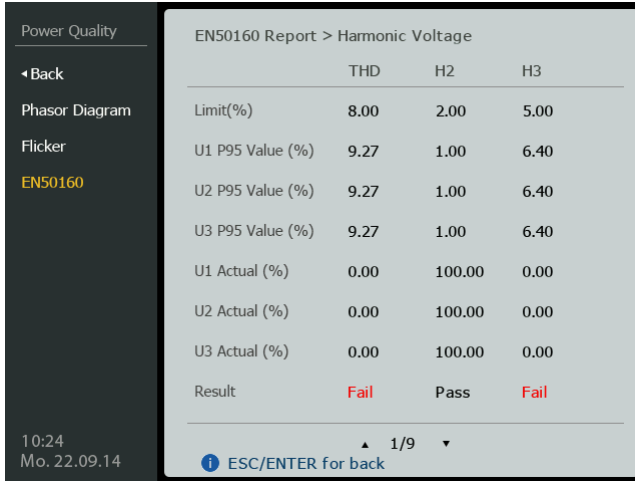 Power Quality
Back
Phasor Diagram
Flicker
EN50160
10:24
Mo. 22.09.14
EN50160 Report > Harmonic Voltage
THD H2 H3
Limit(%) 8.00 2.00 5.00
U1 P95 Value (%) 9.27 1.00 6.40
U2 P95 Value (%) 9.27 1.00 6.40
U3 P95 Value (%) 9.27 1.00 6.40
U1 Actual (%) 0.00 100.00 0.00
U2 Actual (%) 0.00 100.00 0.00
U3 Actual (%) 0.00 100.00 0.00
Result Fail Pass Fail
▲ 1/9 ▼
i ESC/ENTER for back